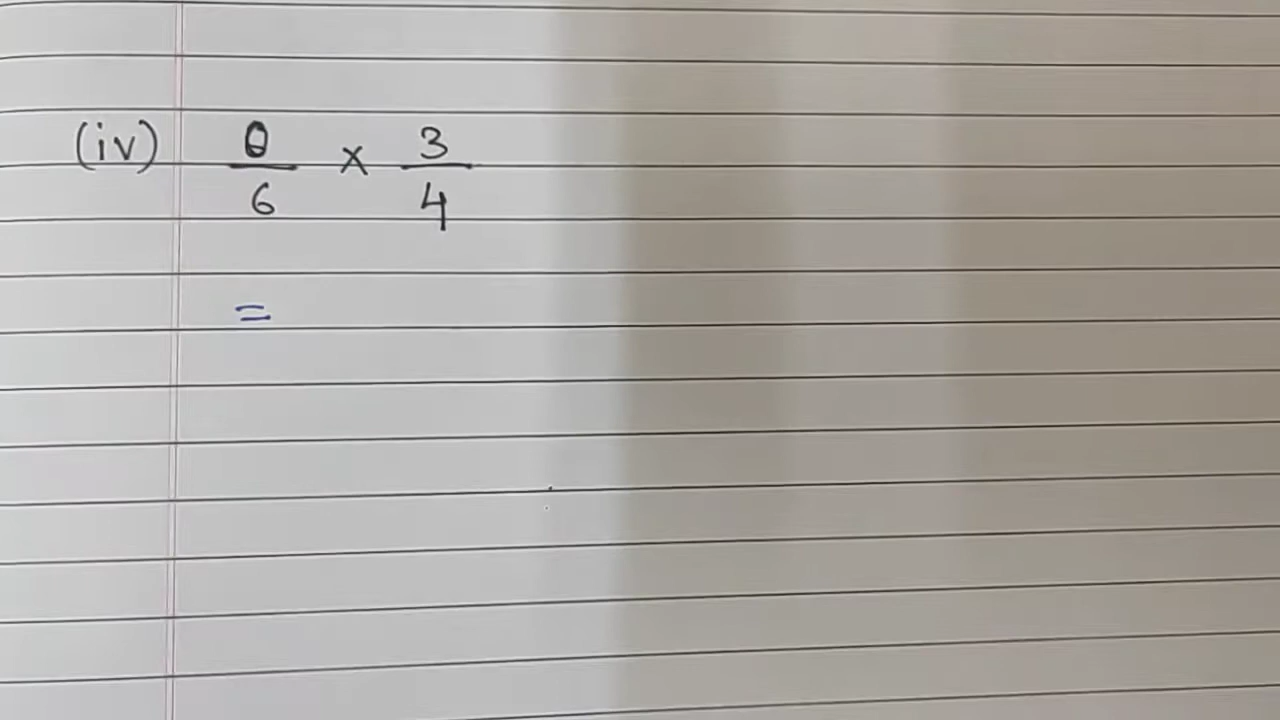 (iv) 0/6 × 3/4
=